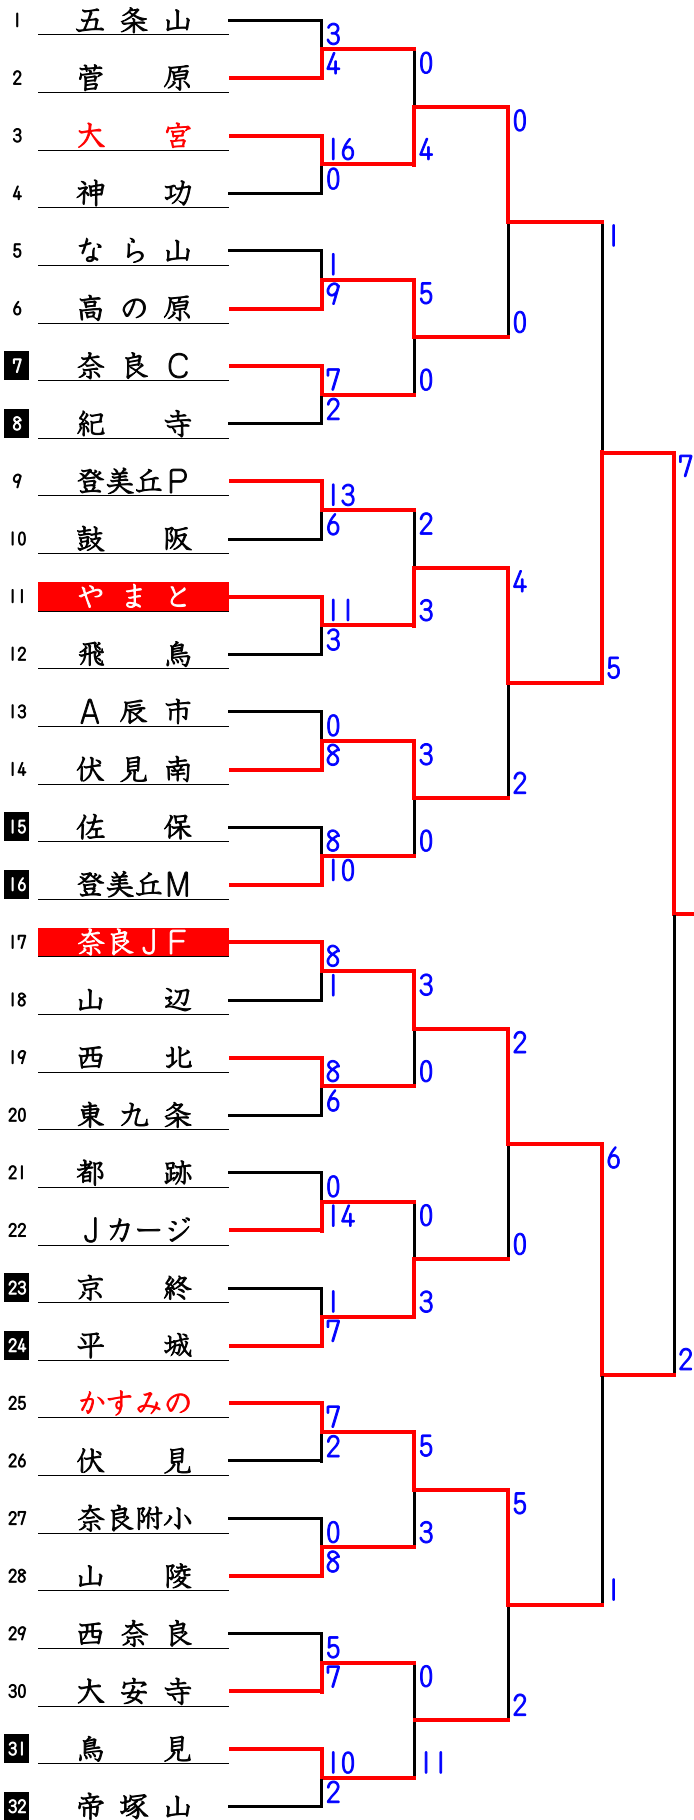 1 五条山
3
2 菅原
4
0
3 大宮
16
4
4 神功
0
0
5 なら山
1
6 高の原
9
5
0
7 奈良C
7
0
8 紀寺
2
1
9 登美丘P
13
2
10 鼓阪
6
4
11 やまと
11
3
12 飛鳥
3
5
7
13 A辰市
0
3
14 伏見南
8
2
15 佐保
8
0
16 登美丘M
10
17 奈良JF
8
3
18 山辺
1
2
19 西北
8
0
20 東九条
6
6
21 都跡
0
0
22 Jカージ
14
0
23 京終
1
3
24 平城
7
2
25 かすみの
7
5
26 伏見
2
5
27 奈良附小
0
3
28 山陵
8
1
29 西奈良
5
0
30 大安寺
7
2
31 鳥見
10
11
32 帝塚山
2